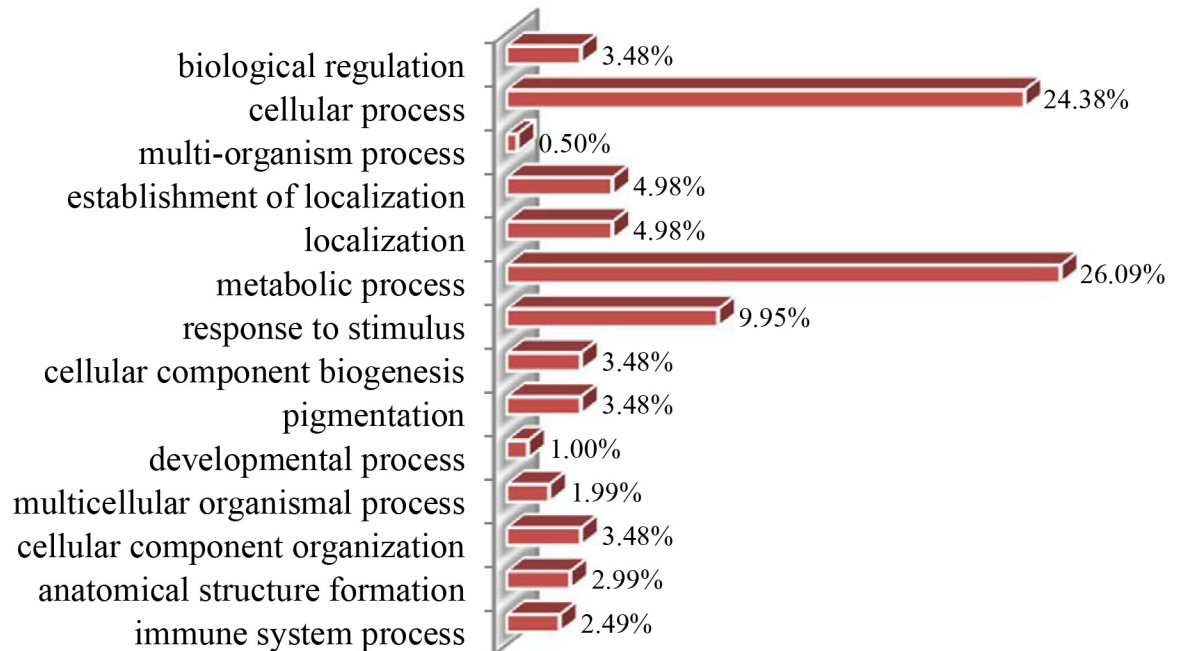 biological regulation 3.48%
cellular process 24.38%
multi-organism process 0.50%
establishment of localization 4.98%
localization 4.98%
metabolic process 26.09%
response to stimulus 9.95%
cellular component biogenesis 3.48%
pigmentation 3.48%
developmental process 1.00%
multicellular organismal process 1.99%
cellular component organization 3.48%
anatomical structure formation 2.99%
immune system process 2.49%